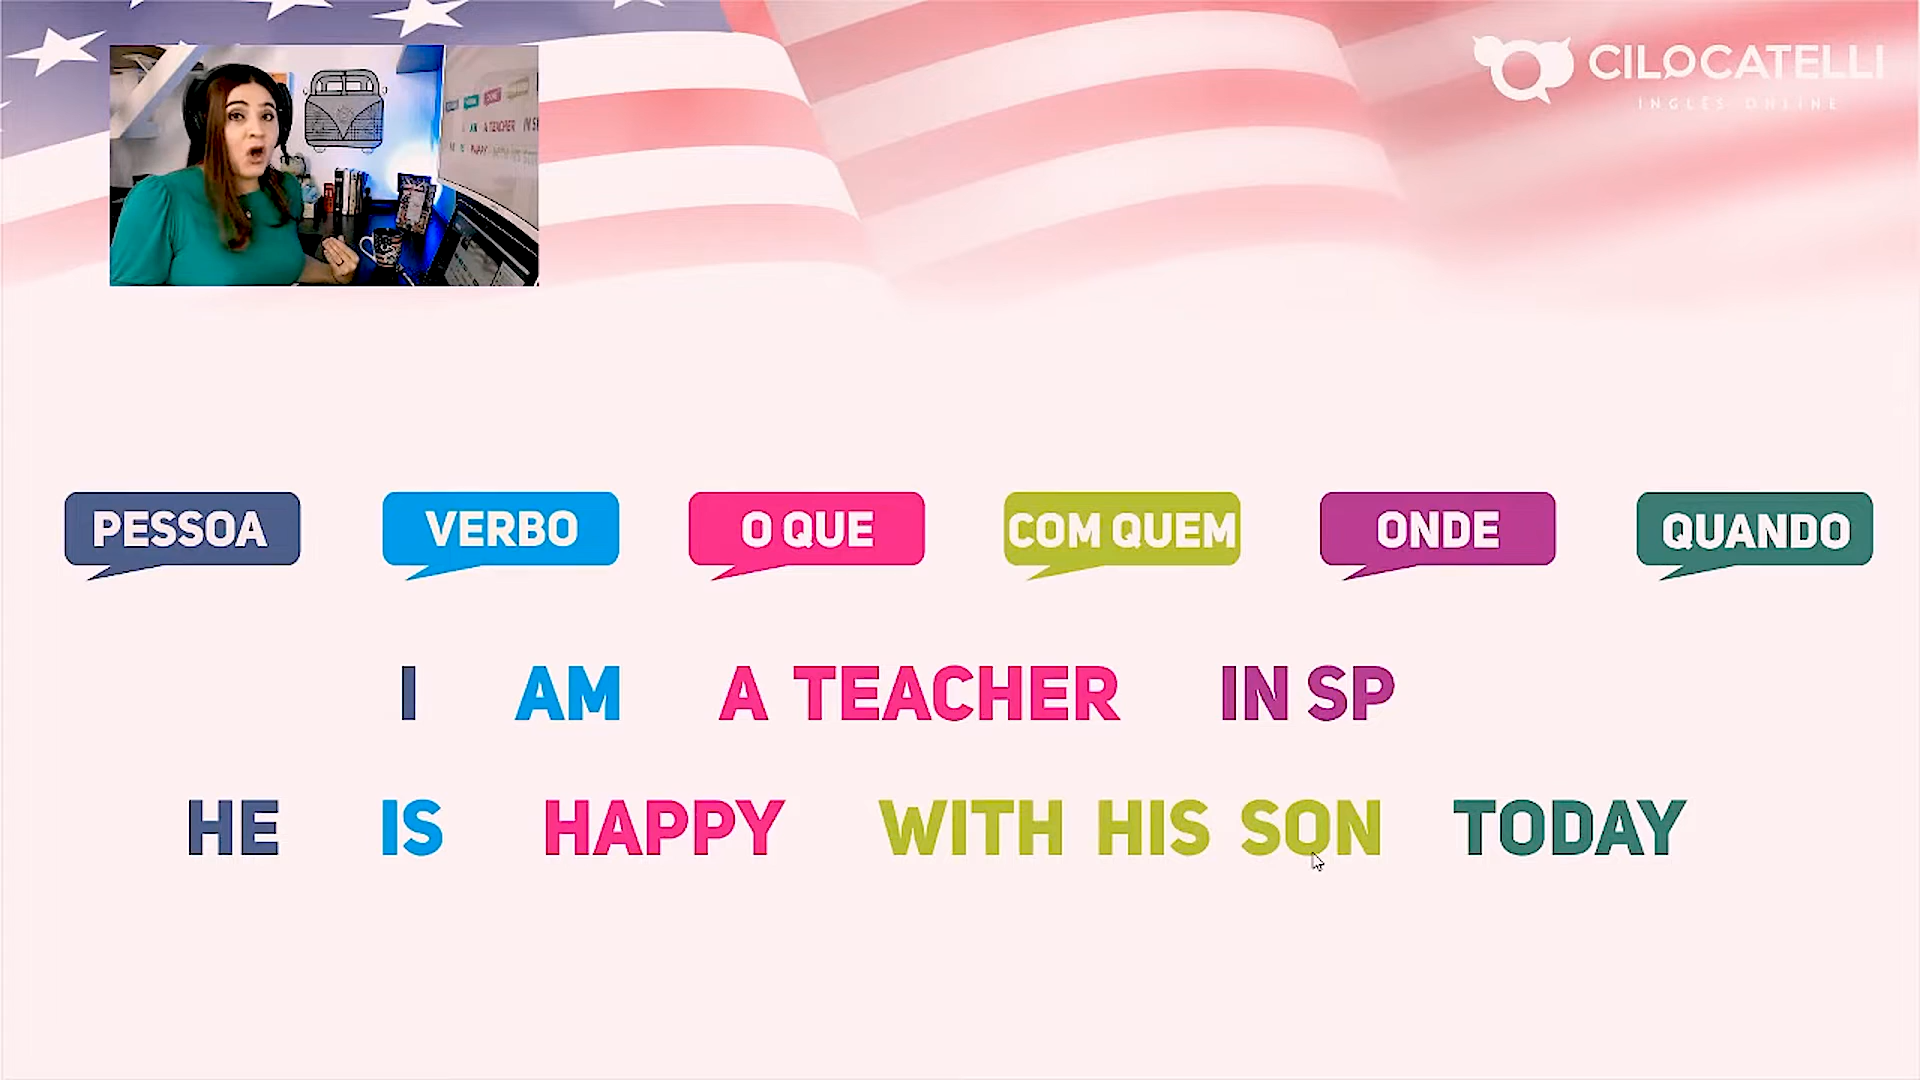 CILOCATELLI
INGLÊS ONLINE
PESSOA VERBO O QUE COM QUEM ONDE QUANDO
I AM A TEACHER IN SP
HE IS HAPPY WITH HIS SON TODAY